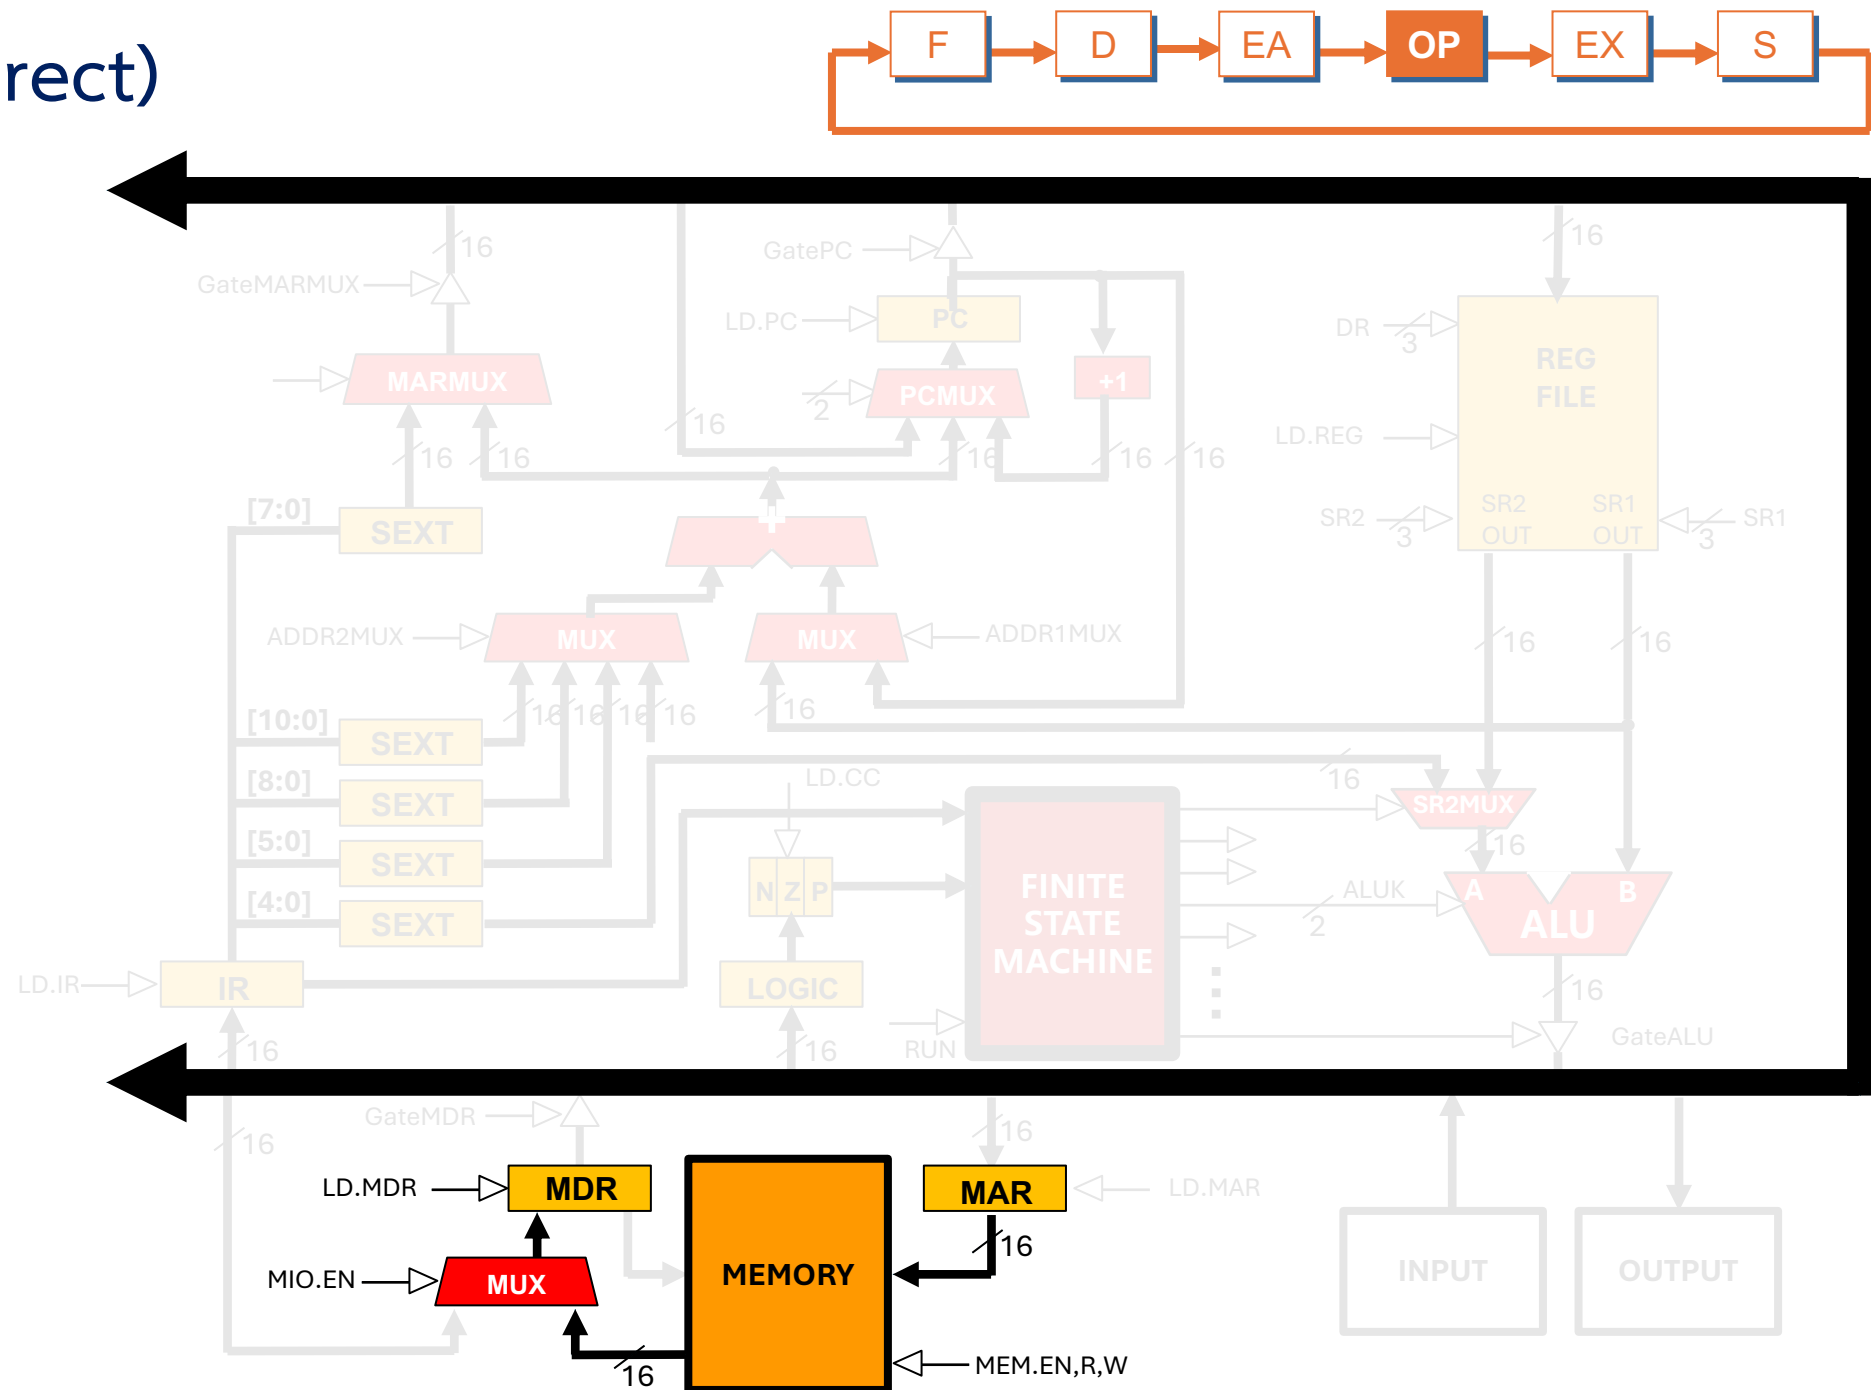 rect)
F
D
EA
OP
EX
S
16
GateMARMUX
MARMUX
16
16
[7:0]
SEXT
GatePC
LD.PC
PC
2
PCMUX
+1
16
16
16
16
+
ADDR2MUX
MUX
MUX
ADDR1MUX
16
16
16
16
16
[10:0]
SEXT
[8:0]
SEXT
[5:0]
SEXT
[4:0]
SEXT
LD.IR
IR
16
16
DR
3
REG
FILE
LD.REG
SR2
3
SR2
OUT
SR1
OUT
3
SR1
16
16
16
LD.CC
N Z P
LOGIC
16
FINITE
STATE
MACHINE
RUN
SR2MUX
16
ALUK
2
A
B
ALU
16
GateALU
GateMDR
16
16
LD.MDR
MDR
MAR
LD.MAR
16
MIO.EN
MUX
MEMORY
INPUT
OUTPUT
16
MEM.EN,R,W